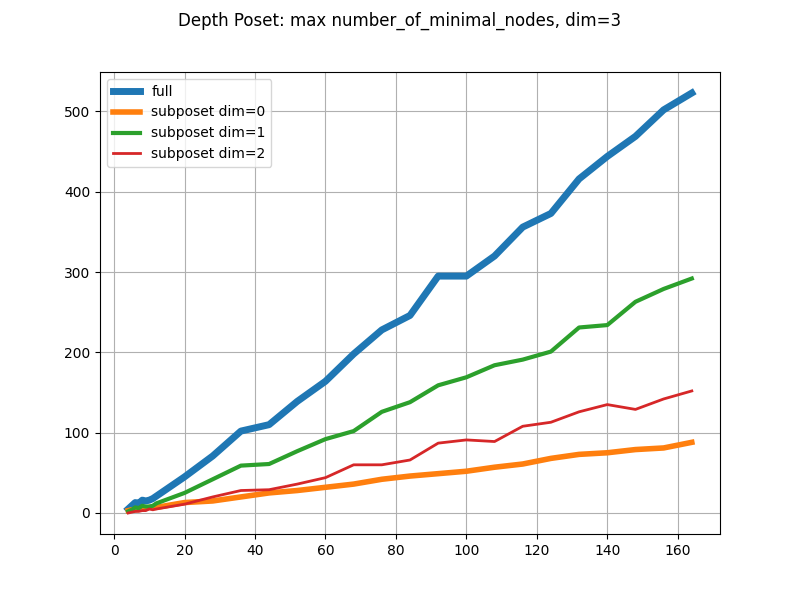 Depth Poset: max number_of_minimal_nodes, dim=3
full
subposet dim=0
subposet dim=1
subposet dim=2
500
400
300
200
100
0
0 20 40 60 80 100 120 140 160